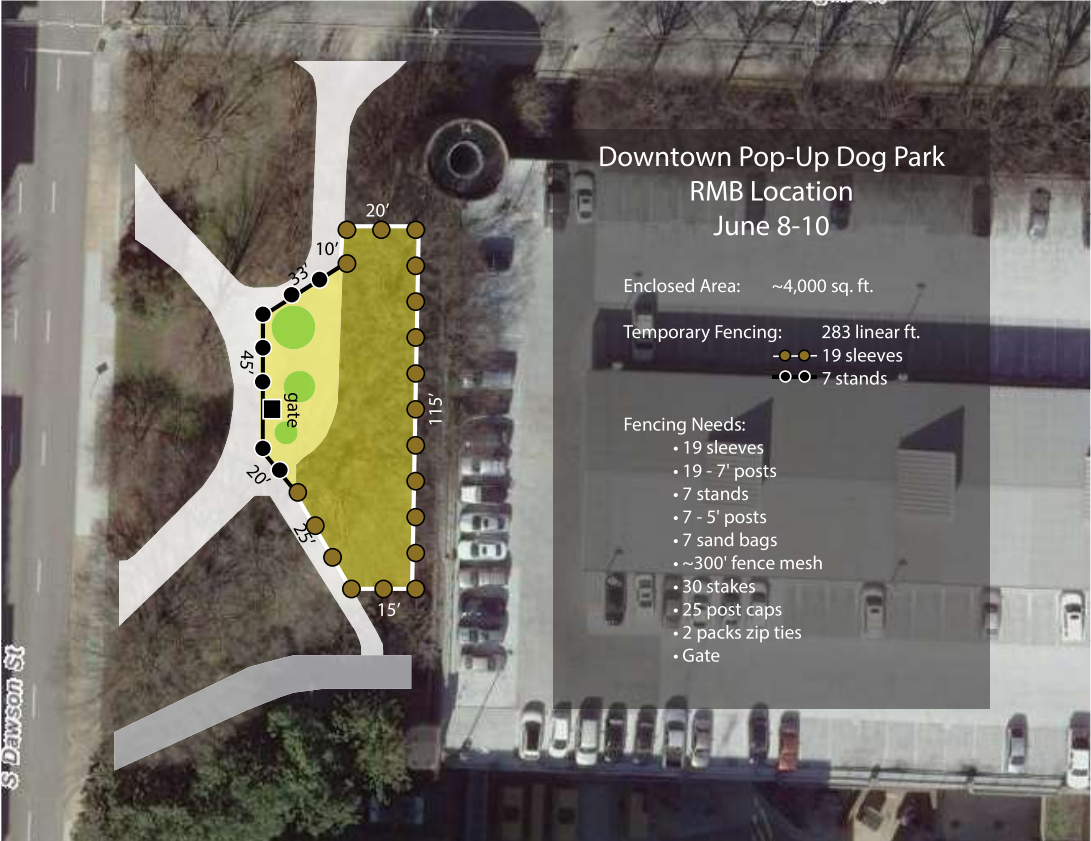 Downtown Pop-Up Dog Park
RMB Location
June 8-10
Enclosed Area: ~4,000 sq. ft.
Temporary Fencing: 283 linear ft.
19 sleeves
7 stands
Fencing Needs:
• 19 sleeves
• 19 - 7' posts
• 7 stands
• 7 - 5' posts
• 7 sand bags
• ~300' fence mesh
• 30 stakes
• 25 post caps
• 2 packs zip ties
• Gate
20'
10'
33'
45'
gate
115'
20'
25'
15'
S Dawson St